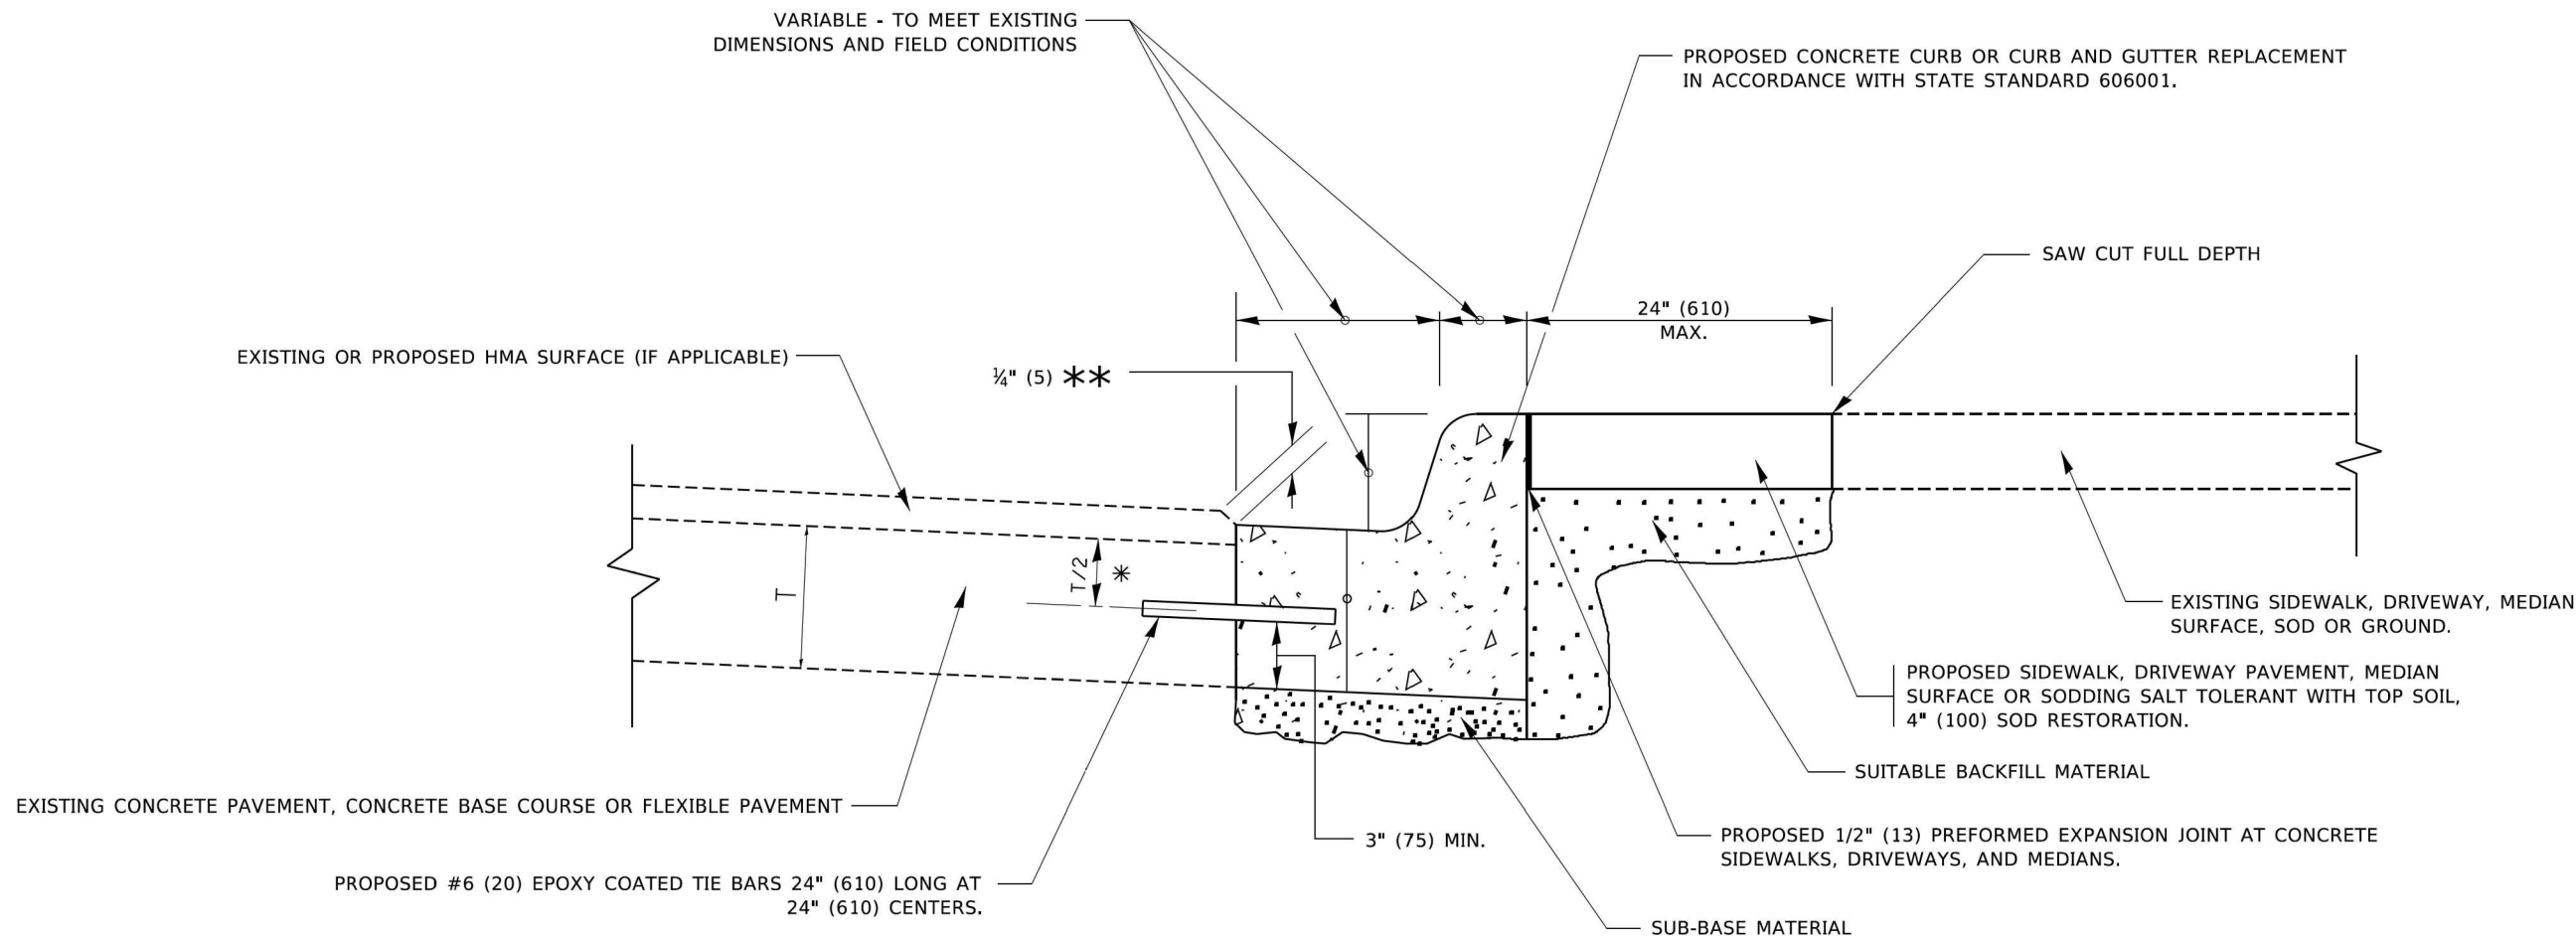 VARIABLE - TO MEET EXISTING
DIMENSIONS AND FIELD CONDITIONS
PROPOSED CONCRETE CURB OR CURB AND GUTTER REPLACEMENT
IN ACCORDANCE WITH STATE STANDARD 606001.
SAW CUT FULL DEPTH
24" (610)
MAX.
EXISTING OR PROPOSED HMA SURFACE (IF APPLICABLE)
¼" (5) **
T
T/2
*
EXISTING SIDEWALK, DRIVEWAY, MEDIAN
SURFACE, SOD OR GROUND.
PROPOSED SIDEWALK, DRIVEWAY PAVEMENT, MEDIAN
SURFACE OR SODDING SALT TOLERANT WITH TOP SOIL,
4" (100) SOD RESTORATION.
SUITABLE BACKFILL MATERIAL
EXISTING CONCRETE PAVEMENT, CONCRETE BASE COURSE OR FLEXIBLE PAVEMENT
3" (75) MIN.
PROPOSED 1/2" (13) PREFORMED EXPANSION JOINT AT CONCRETE
SIDEWALKS, DRIVEWAYS, AND MEDIANS.
PROPOSED #6 (20) EPOXY COATED TIE BARS 24" (610) LONG AT
24" (610) CENTERS.
SUB-BASE MATERIAL